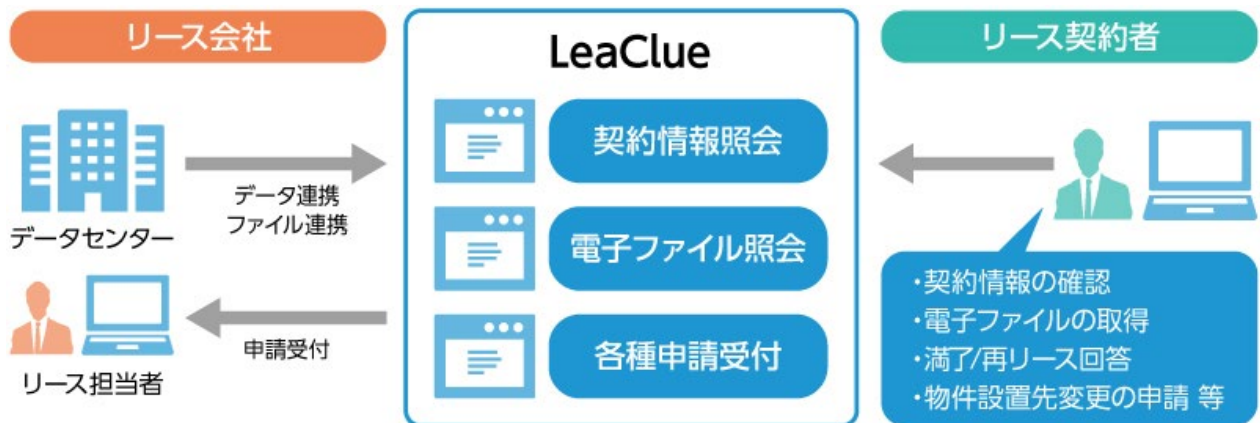 リース会社
データセンター
データ連携
ファイル連携
リース担当者
申請受付
LeaClue
契約情報照会
電子ファイル照会
各種申請受付
リース契約者
・契約情報の確認
・電子ファイルの取得
・満了/再リース回答
・物件設置先変更の申請 等